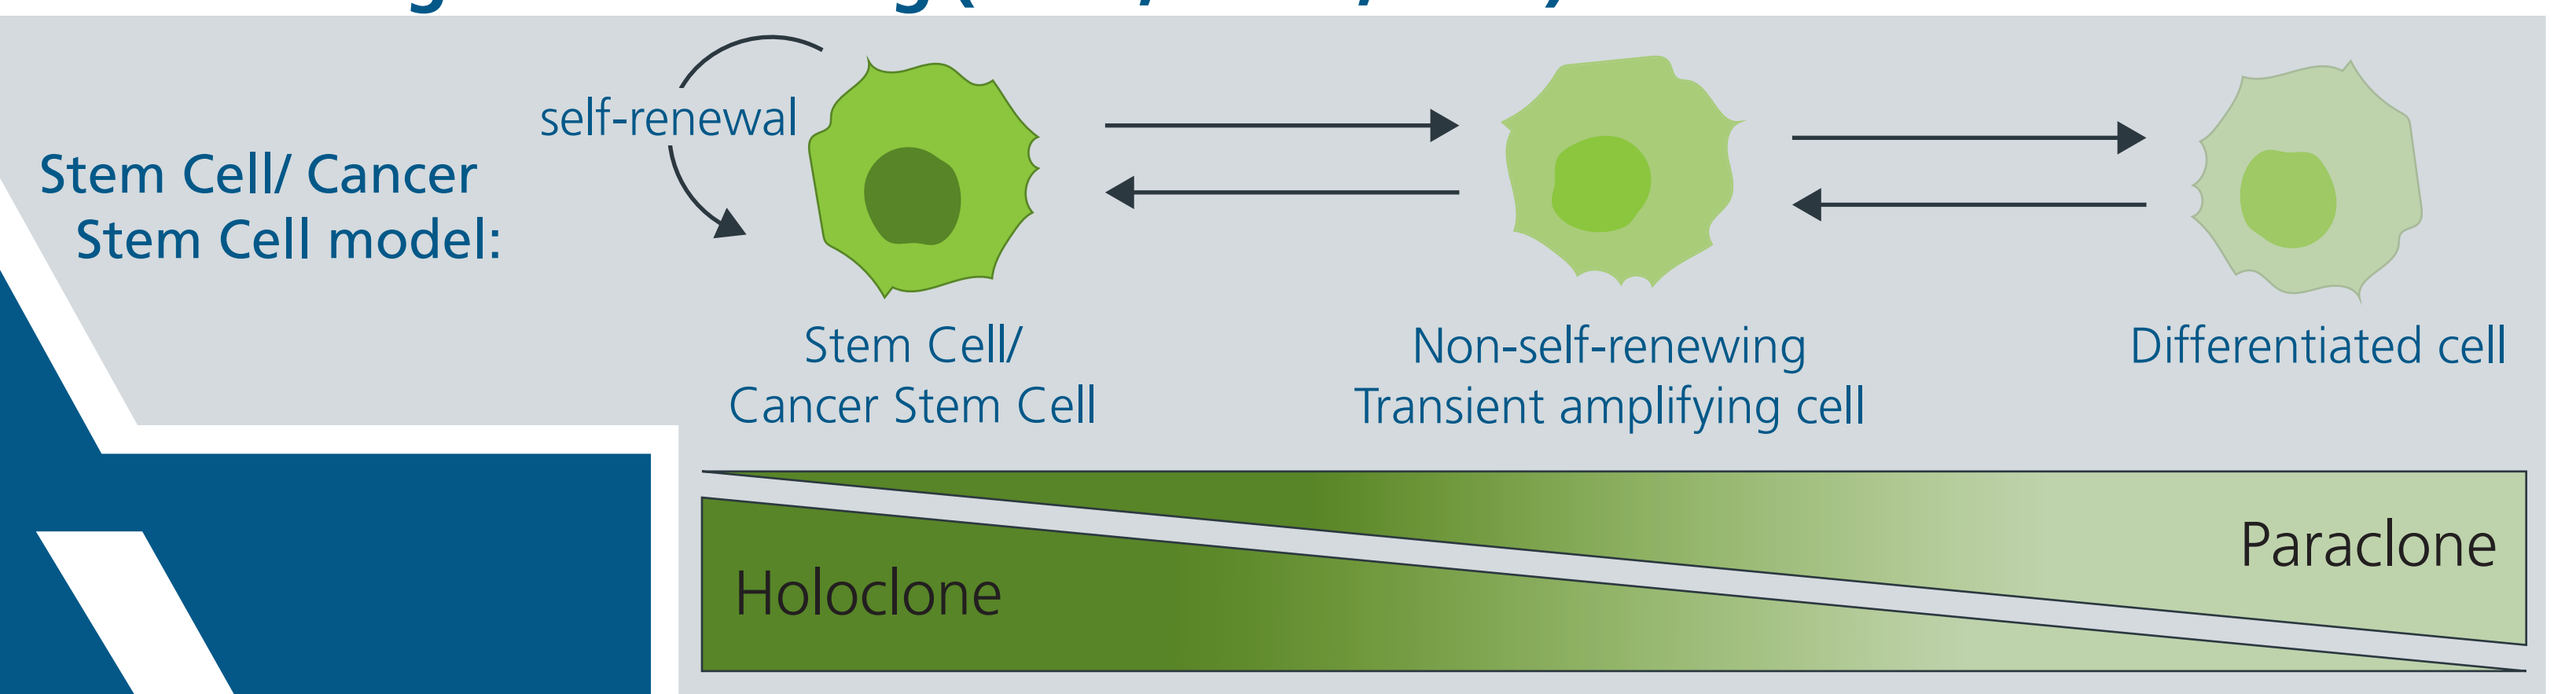 self-renewal
Stem Cell/ Cancer
Stem Cell model:
Stem Cell/
Cancer Stem Cell
Non-self-renewing
Transient amplifying cell
Differentiated cell
Holoclone
Paraclone